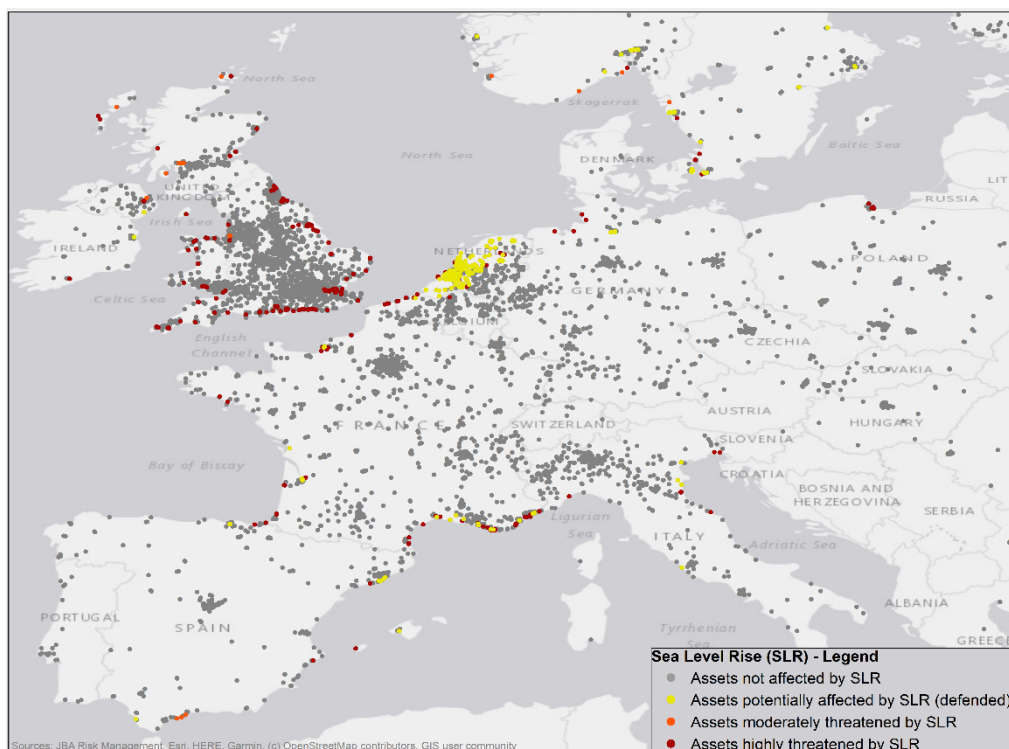 North Sea
Skagerrak
North Sea
DENMARK
Baltic Sea
LIT
RUSSIA
UNITED
KINGDOM
Irish Sea
IRELAND
NETHERLANDS
POLAND
Celtic Sea
GERMANY
English
Channel
BELGIUM
CZECHIA
SLOVAKIA
AUSTRIA
FRANCE
SWITZERLAND
HUNGARY
SLOVENIA
Bay of Biscay
CROATIA
BOSNIA AND
HERZEGOVINA
SERBIA
Ligurian
Sea
ITALY
Adriatic Sea
PORTUGAL
SPAIN
ALBANIA
Tyrrhenian
Sea
GREECE
Sea Level Rise (SLR) - Legend
Assets not affected by SLR
Assets potentially affected by SLR (defended)
Assets moderately threatened by SLR
Assets highly threatened by SLR
Sources: JBA Risk Management, Esri, HERE, Garmin, (c) OpenStreetMap contributors, GIS user community